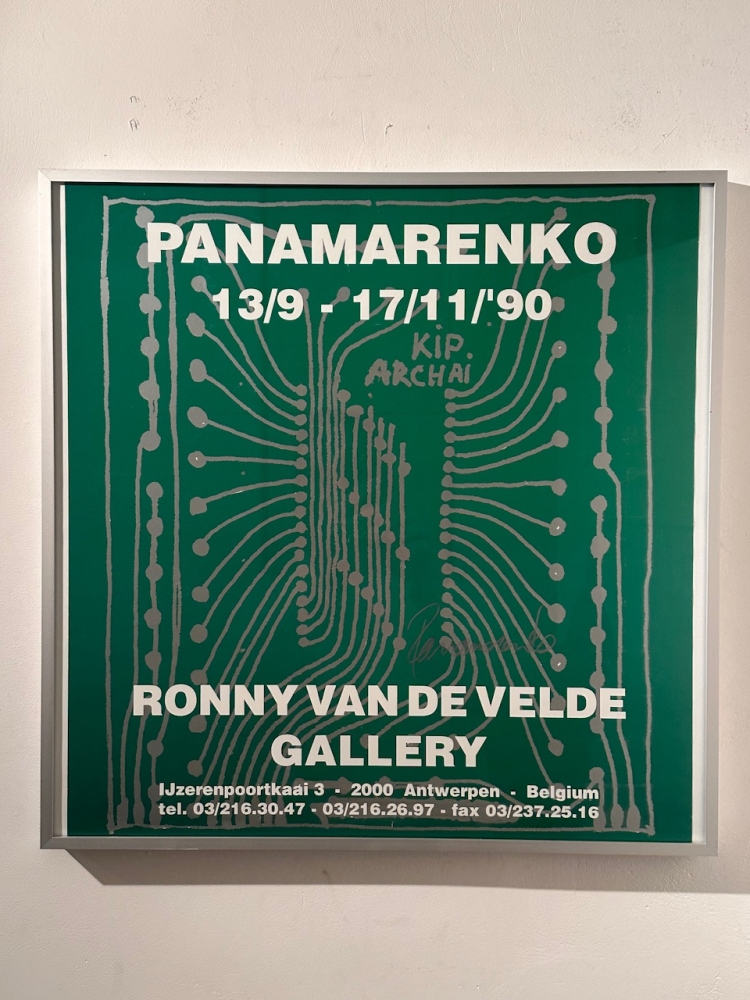 PANAMARENKO
13/9 - 17/11/'90
KiP.
ARCHAi
Panamarenko
RONNY VAN DE VELDE
GALLERY
IJzerenpoortkaai 3 - 2000 Antwerpen - Belgium
tel. 03/216.30.47 - 03/216.26.97 - fax 03/237.25.16